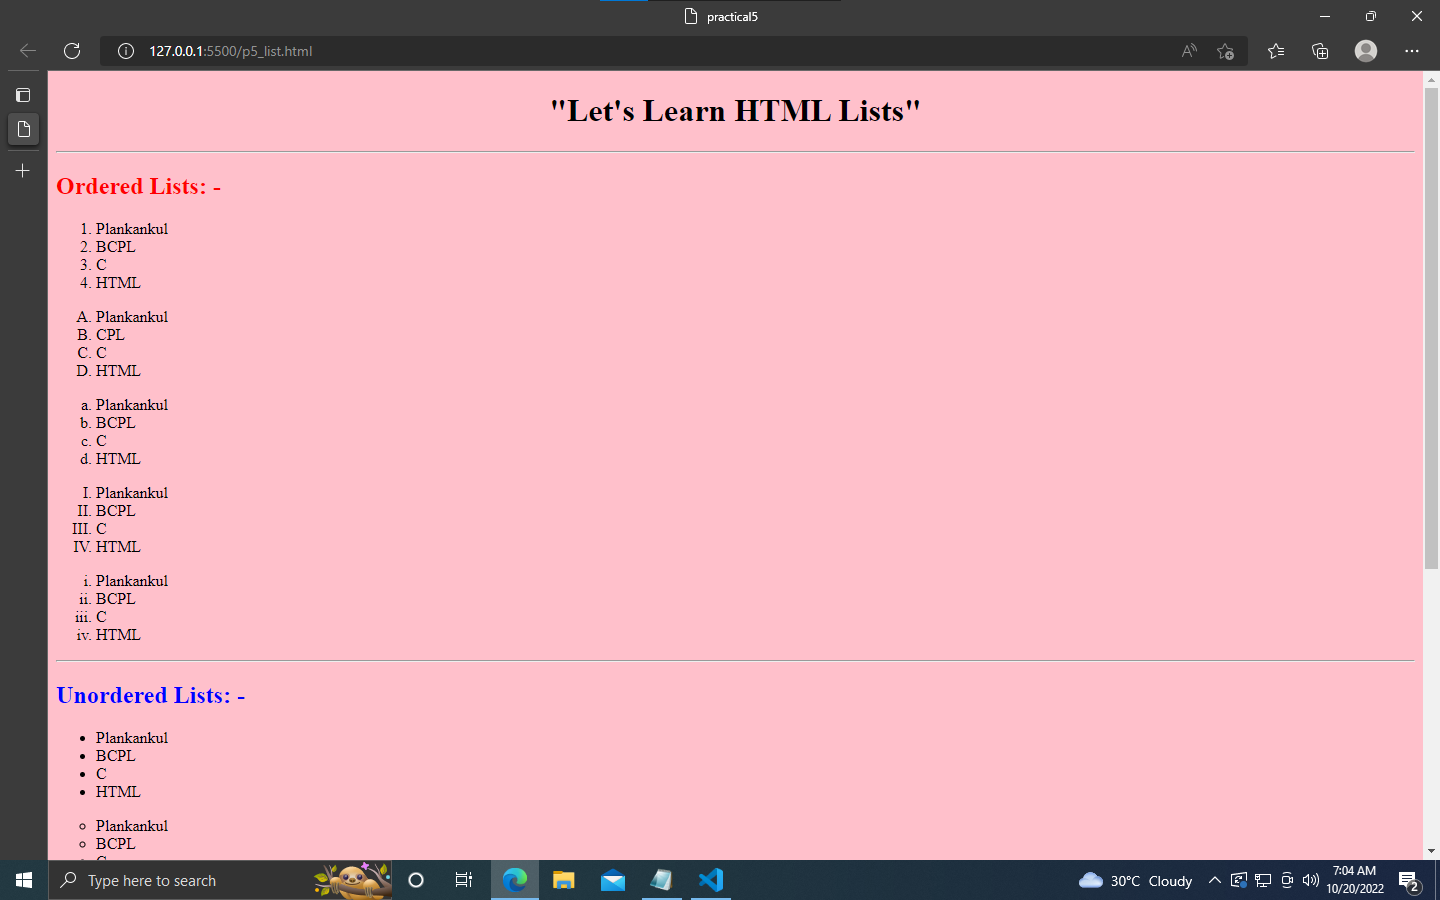 practical5
127.0.0.1:5500/p5_list.html
"Let's Learn HTML Lists"
Ordered Lists: -
1. Plankankul
2. BCPL
3. C
4. HTML
A. Plankankul
B. CPL
C. C
D. HTML
a. Plankankul
b. BCPL
c. C
d. HTML
I. Plankankul
II. BCPL
III. C
IV. HTML
i. Plankankul
ii. BCPL
iii. C
iv. HTML
Unordered Lists: -
Plankankul
BCPL
C
HTML
Plankankul
BCPL
Type here to search
30°C Cloudy
7:04 AM
10/20/2022
2